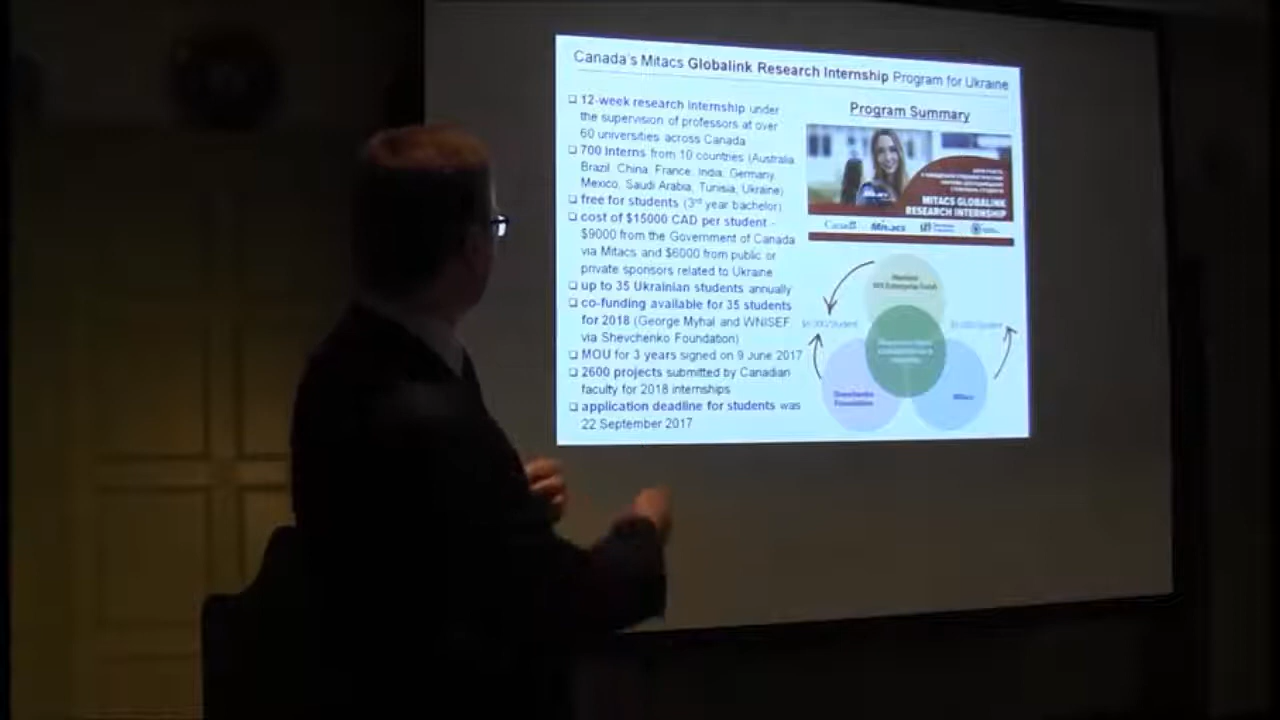 Canada's Mitacs Globalink Research Internship Program for Ukraine
12-week research internship under
the supervision of professors at over
60 universities across Canada
700 Interns from 10 countries (Australia,
Brazil, China, France, India, Germany,
Mexico, Saudi Arabia, Tunisia, Ukraine)
free for students (3rd year bachelor)
cost of $15000 CAD per student -
$9000 from the Government of Canada
via Mitacs and $6000 from public or
private sponsors related to Ukraine
up to 35 Ukrainian students annually
co-funding available for 35 students
for 2018 (George Myhal and WNISEF
via Shevchenko Foundation)
MOU for 3 years signed on 9 June 2017
2600 projects submitted by Canadian
faculty for 2018 internships
application deadline for students was
22 September 2017
Program Summary
MITACS GLOBALINK
RESEARCH INTERNSHIP
Canada Mitacs
Shevchenko
Foundation
Mitacs